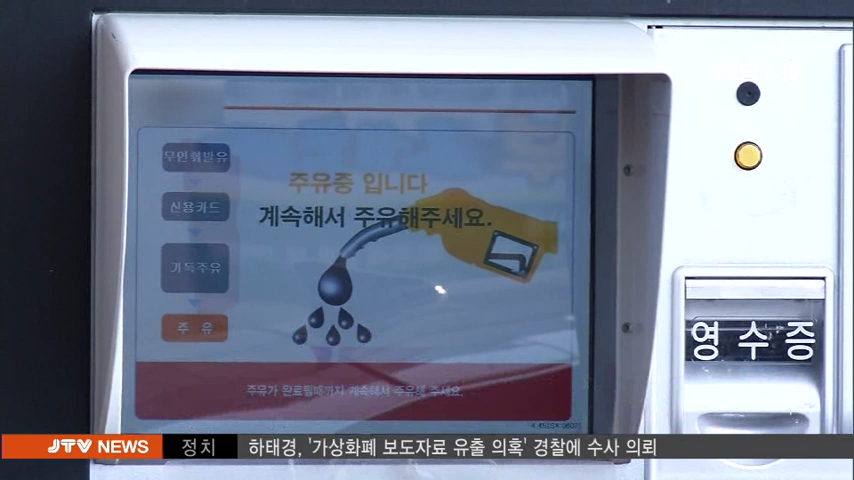 무연휘발유
주유중 입니다
신용카드
계속해서 주유해주세요.
가득주유
주 유
주유가 완료될때까지 계속해서 주유해 주세요.
영수증
JTV NEWS 정치 하태경, '가상화폐 보도자료 유출 의혹' 경찰에 수사 의뢰